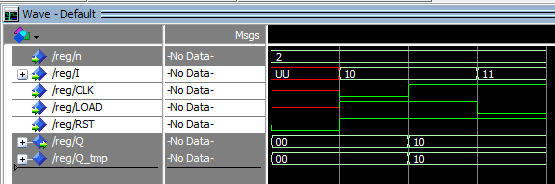 Wave - Default
Msgs
/reg/n -No Data- 2
/reg/I -No Data- UU 10 11
/reg/CLK -No Data-
/reg/LOAD -No Data-
/reg/RST -No Data-
/reg/Q -No Data- 00 10
/reg/Q_tmp -No Data- 00 10